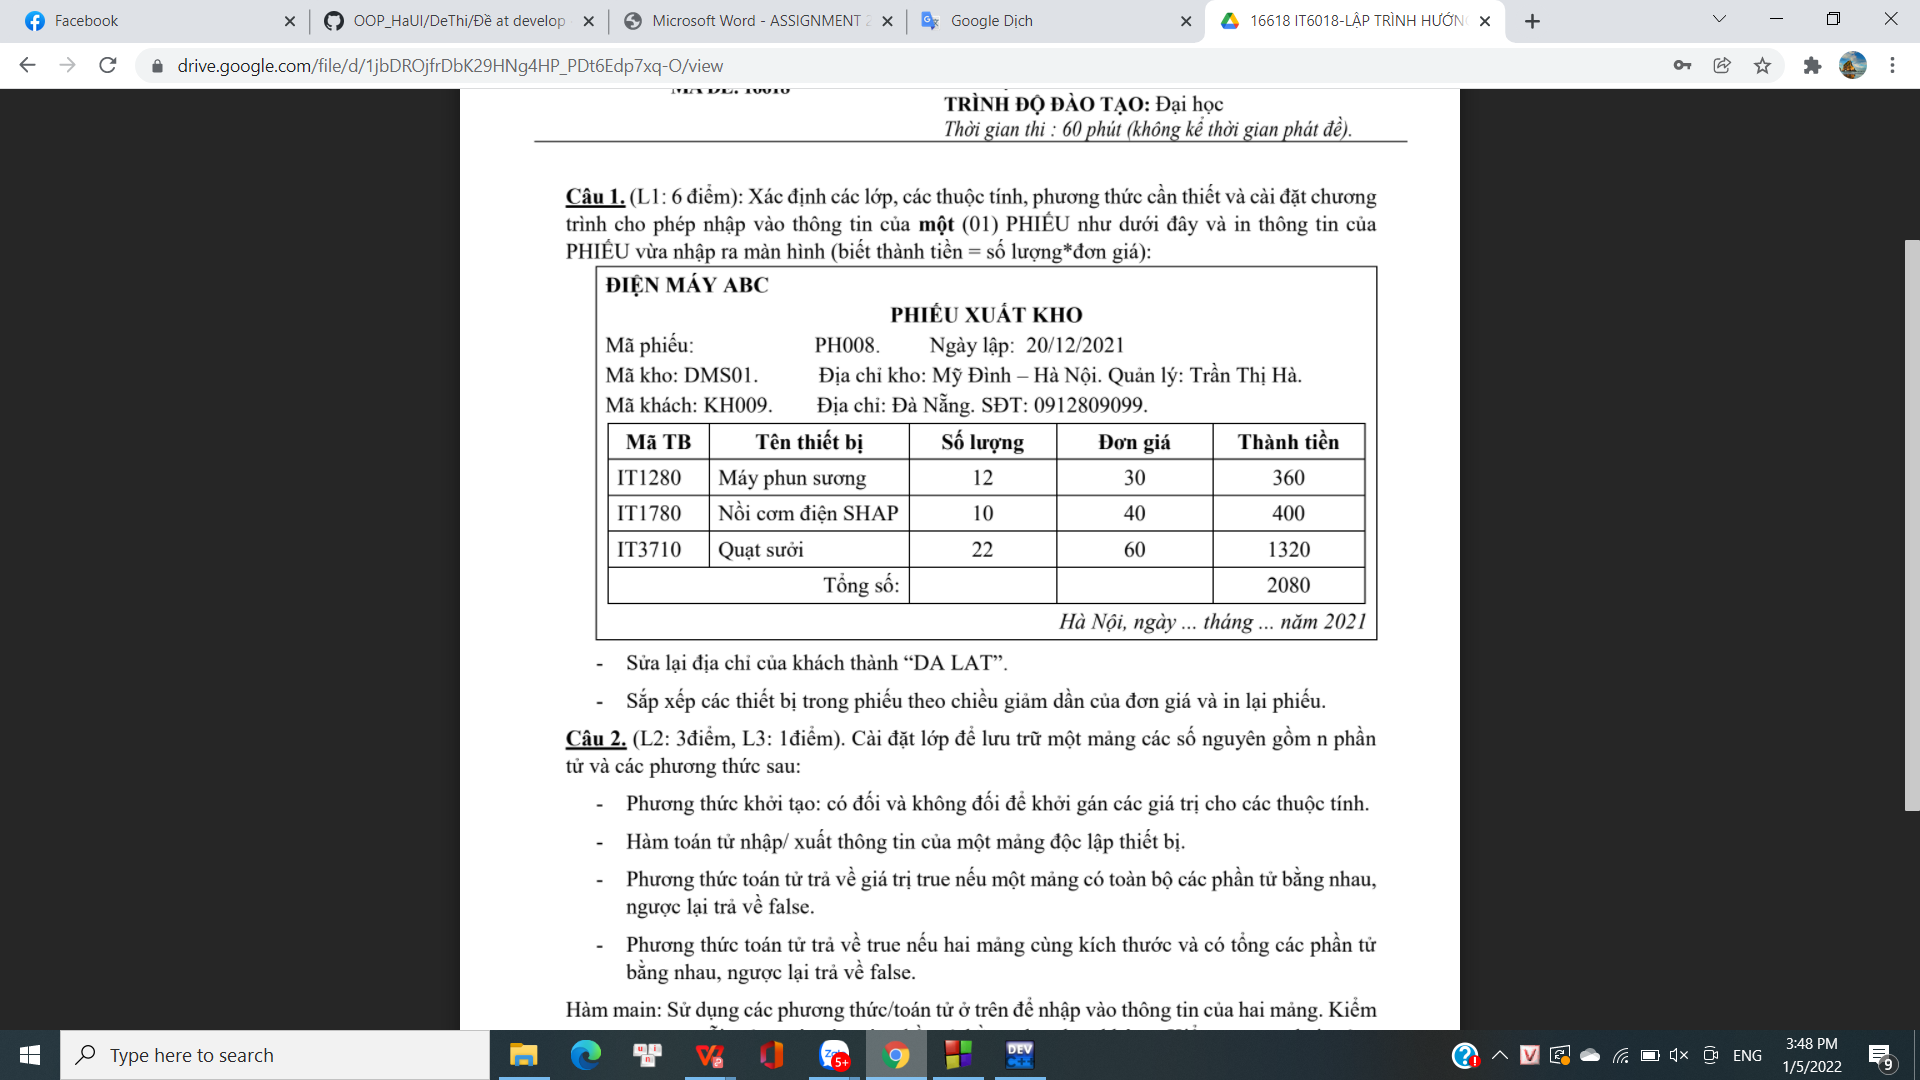 Facebook
OOP_HaUI/DeThi/Đề at develop
Microsoft Word - ASSIGNMENT 2
Google Dịch
16618 IT6018-LẬP TRÌNH HƯỚNG
drive.google.com/file/d/1jbDROjfrDbK29HNg4HP_PDt6Edp7xq-O/view
TRÌNH ĐỘ ĐÀO TẠO: Đại học
Thời gian thi : 60 phút (không kể thời gian phát đề).
Câu 1. (L1: 6 điểm): Xác định các lớp, các thuộc tính, phương thức cần thiết và cài đặt chương
trình cho phép nhập vào thông tin của một (01) PHIẾU như dưới đây và in thông tin của
PHIẾU vừa nhập ra màn hình (biết thành tiền = số lượng*đơn giá):
ĐIỆN MÁY ABC
PHIẾU XUẤT KHO
Mã phiếu: PH008. Ngày lập: 20/12/2021
Mã kho: DMS01. Địa chỉ kho: Mỹ Đình – Hà Nội. Quản lý: Trần Thị Hà.
Mã khách: KH009. Địa chỉ: Đà Nẵng. SĐT: 0912809099.
Mã TB Tên thiết bị Số lượng Đơn giá Thành tiền
IT1280 Máy phun sương 12 30 360
IT1780 Nồi cơm điện SHAP 10 40 400
IT3710 Quạt sưởi 22 60 1320
Tổng số: 2080
Hà Nội, ngày ... tháng ... năm 2021
- Sửa lại địa chỉ của khách thành “DA LAT”.
- Sắp xếp các thiết bị trong phiếu theo chiều giảm dần của đơn giá và in lại phiếu.
Câu 2. (L2: 3điểm, L3: 1điểm). Cài đặt lớp để lưu trữ một mảng các số nguyên gồm n phần
tử và các phương thức sau:
- Phương thức khởi tạo: có đối và không đối để khởi gán các giá trị cho các thuộc tính.
- Hàm toán tử nhập/ xuất thông tin của một mảng độc lập thiết bị.
- Phương thức toán tử trả về giá trị true nếu một mảng có toàn bộ các phần tử bằng nhau,
ngược lại trả về false.
- Phương thức toán tử trả về true nếu hai mảng cùng kích thước và có tổng các phần tử
bằng nhau, ngược lại trả về false.
Hàm main: Sử dụng các phương thức/toán tử ở trên để nhập vào thông tin của hai mảng. Kiểm
Type here to search
5+
DEV
C++
ENG
3:48 PM
1/5/2022
9